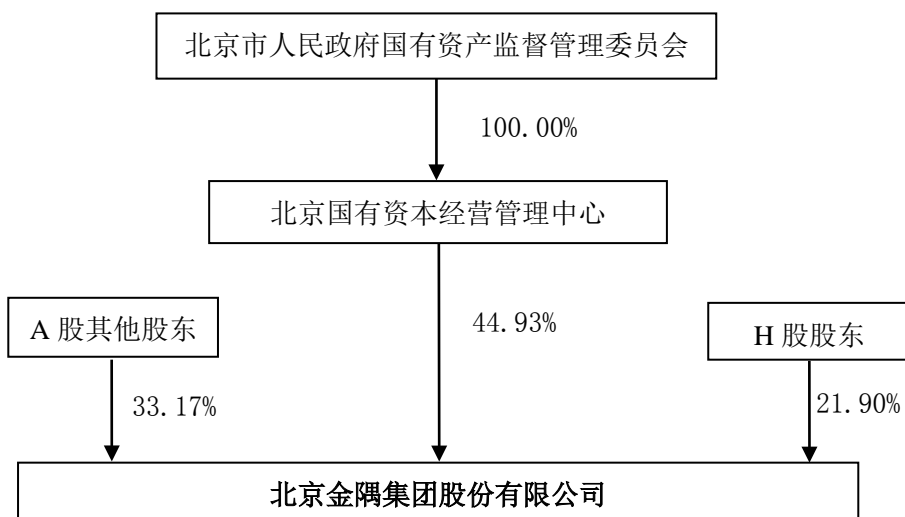 北京市人民政府国有资产监督管理委员会
100.00%
北京国有资本经营管理中心
A 股其他股东
44.93%
H 股股东
33.17%
21.90%
北京金隅集团股份有限公司